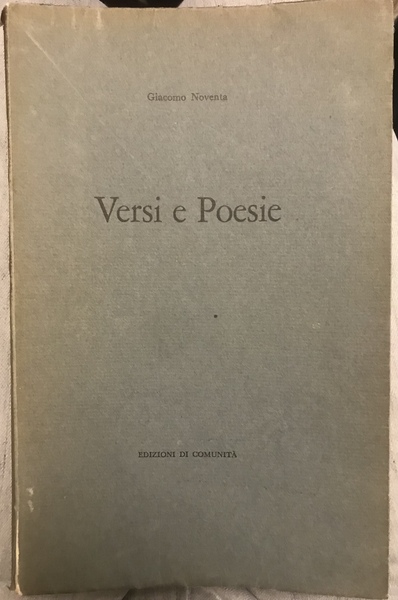 Giacomo Noventa
Versi e Poesie
EDIZIONI DI COMUNITÀ